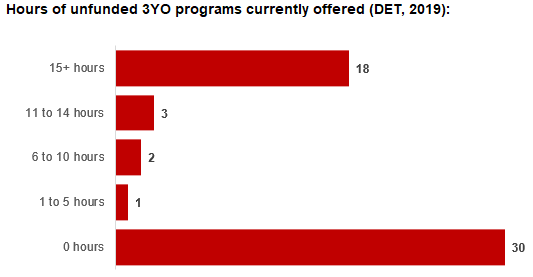 Hours of unfunded 3YO programs currently offered (DET, 2019):
15+ hours
18
11 to 14 hours
3
6 to 10 hours
2
1 to 5 hours
1
0 hours
30